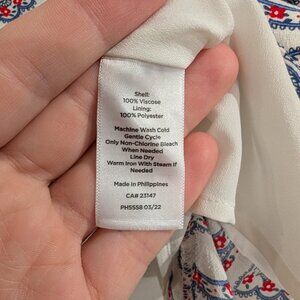 Shell:
100% Viscose
Lining:
100% Polyester
Machine Wash Cold
Gentle Cycle
Only Non-Chlorine Bleach
When Needed
Line Dry
Warm Iron With Steam If
Needed
Made in Philippines
CA# 23147
PH5558 03/22